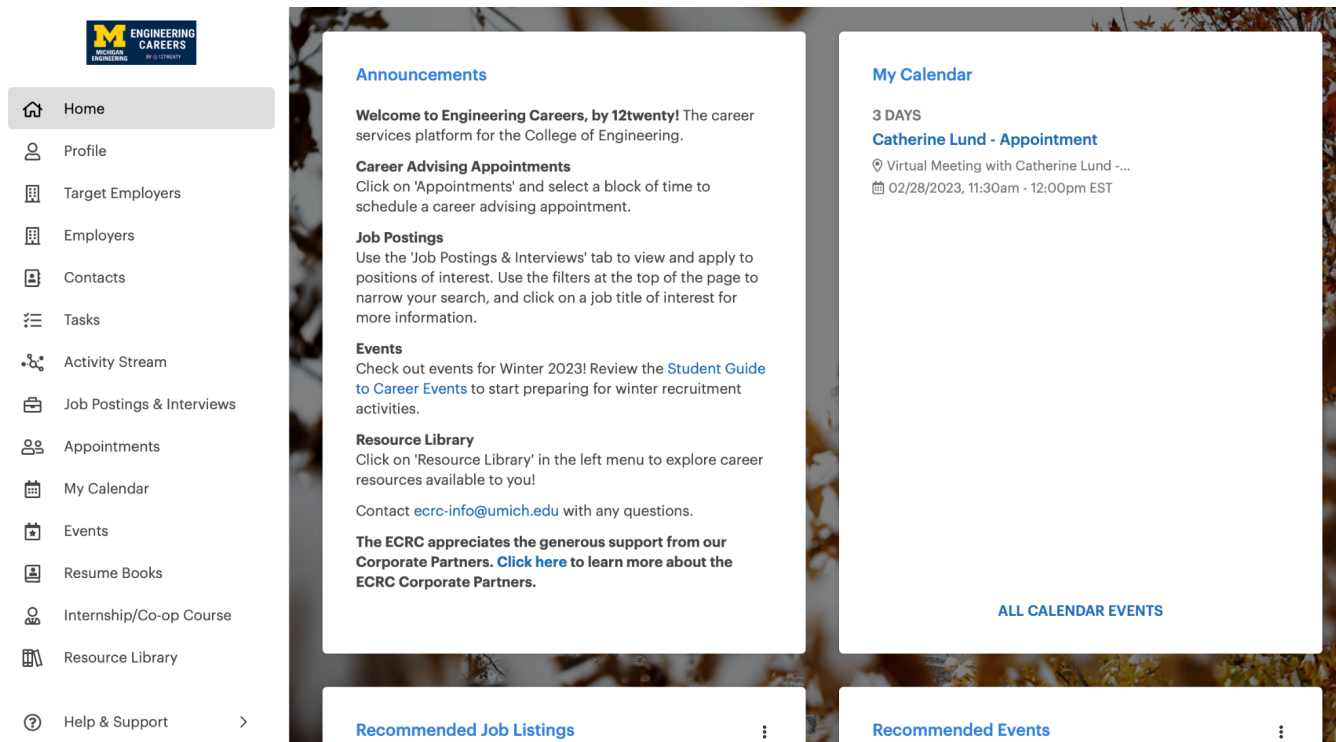 MICHIGAN
ENGINEERING
ENGINEERING
CAREERS
BY 12TWENTY
Home
Profile
Target Employers
Employers
Contacts
Tasks
Activity Stream
Job Postings & Interviews
Appointments
My Calendar
Events
Resume Books
Internship/Co-op Course
Resource Library
Help & Support
Announcements
Welcome to Engineering Careers, by 12twenty! The career
services platform for the College of Engineering.
Career Advising Appointments
Click on 'Appointments' and select a block of time to
schedule a career advising appointment.
Job Postings
Use the 'Job Postings & Interviews' tab to view and apply to
positions of interest. Use the filters at the top of the page to
narrow your search, and click on a job title of interest for
more information.
Events
Check out events for Winter 2023! Review the Student Guide
to Career Events to start preparing for winter recruitment
activities.
Resource Library
Click on 'Resource Library' in the left menu to explore career
resources available to you!
Contact ecrc-info@umich.edu with any questions.
The ECRC appreciates the generous support from our
Corporate Partners. Click here to learn more about the
ECRC Corporate Partners.
My Calendar
3 DAYS
Catherine Lund - Appointment
Virtual Meeting with Catherine Lund -...
02/28/2023, 11:30am - 12:00pm EST
ALL CALENDAR EVENTS
Recommended Job Listings
Recommended Events